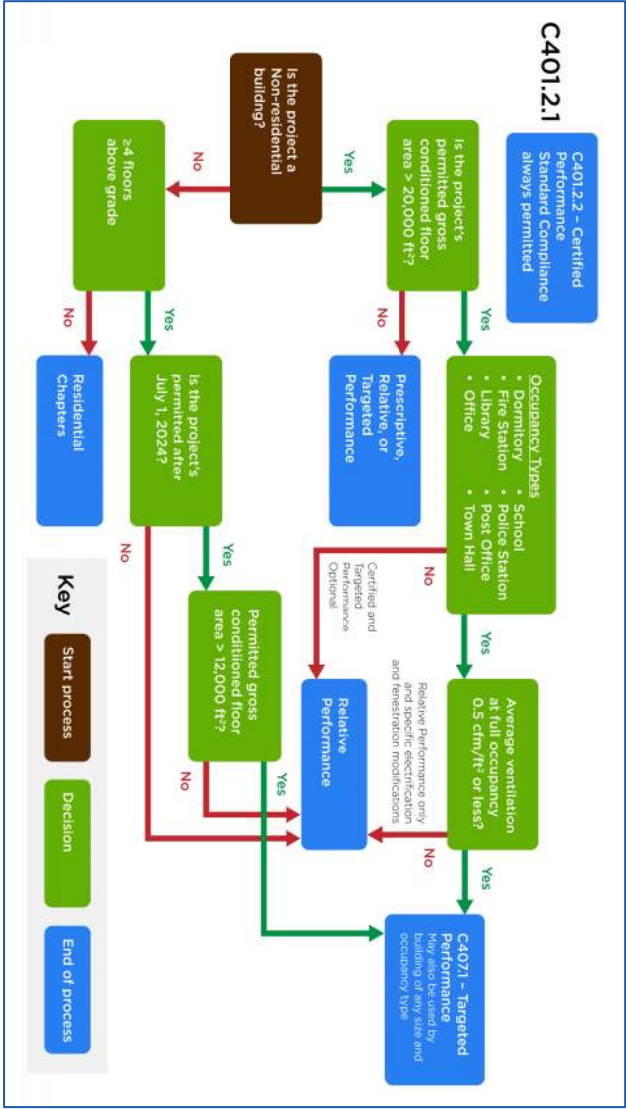 C401.2.1
C401.2.2 – Certified
Performance
Standard Compliance
always permitted
Is the project a
Non-residential
buildng?
Yes
No
Is the project's
permitted gross
conditioned floor
area > 20,000 ft²?
Yes
No
Occupancy Types
• Dormitory
• Fire Station
• Library
• Office
• School
• Police Station
• Post Office
• Town Hall
Yes
No
Certified and
Targeted
Performance
Optional
Average ventilation
at full occupancy
0.5 cfm/ft² or less?
Yes
No
Relative Performance only
and specific electrification
and fenestration modifications
C407.1 – Targeted
Performance
May also be used by
building of any size and
occupancy type
Prescriptive,
Relative, or
Targeted
Performance
Relative
Performance
≥4 floors
above grade
Yes
No
Is the project's
permitted after
July 1, 2024?
Yes
No
Permitted gross
conditiioned floor
area > 12,000 ft²?
Yes
No
Residential
Chapters
Key
Start process
Decision
End of process